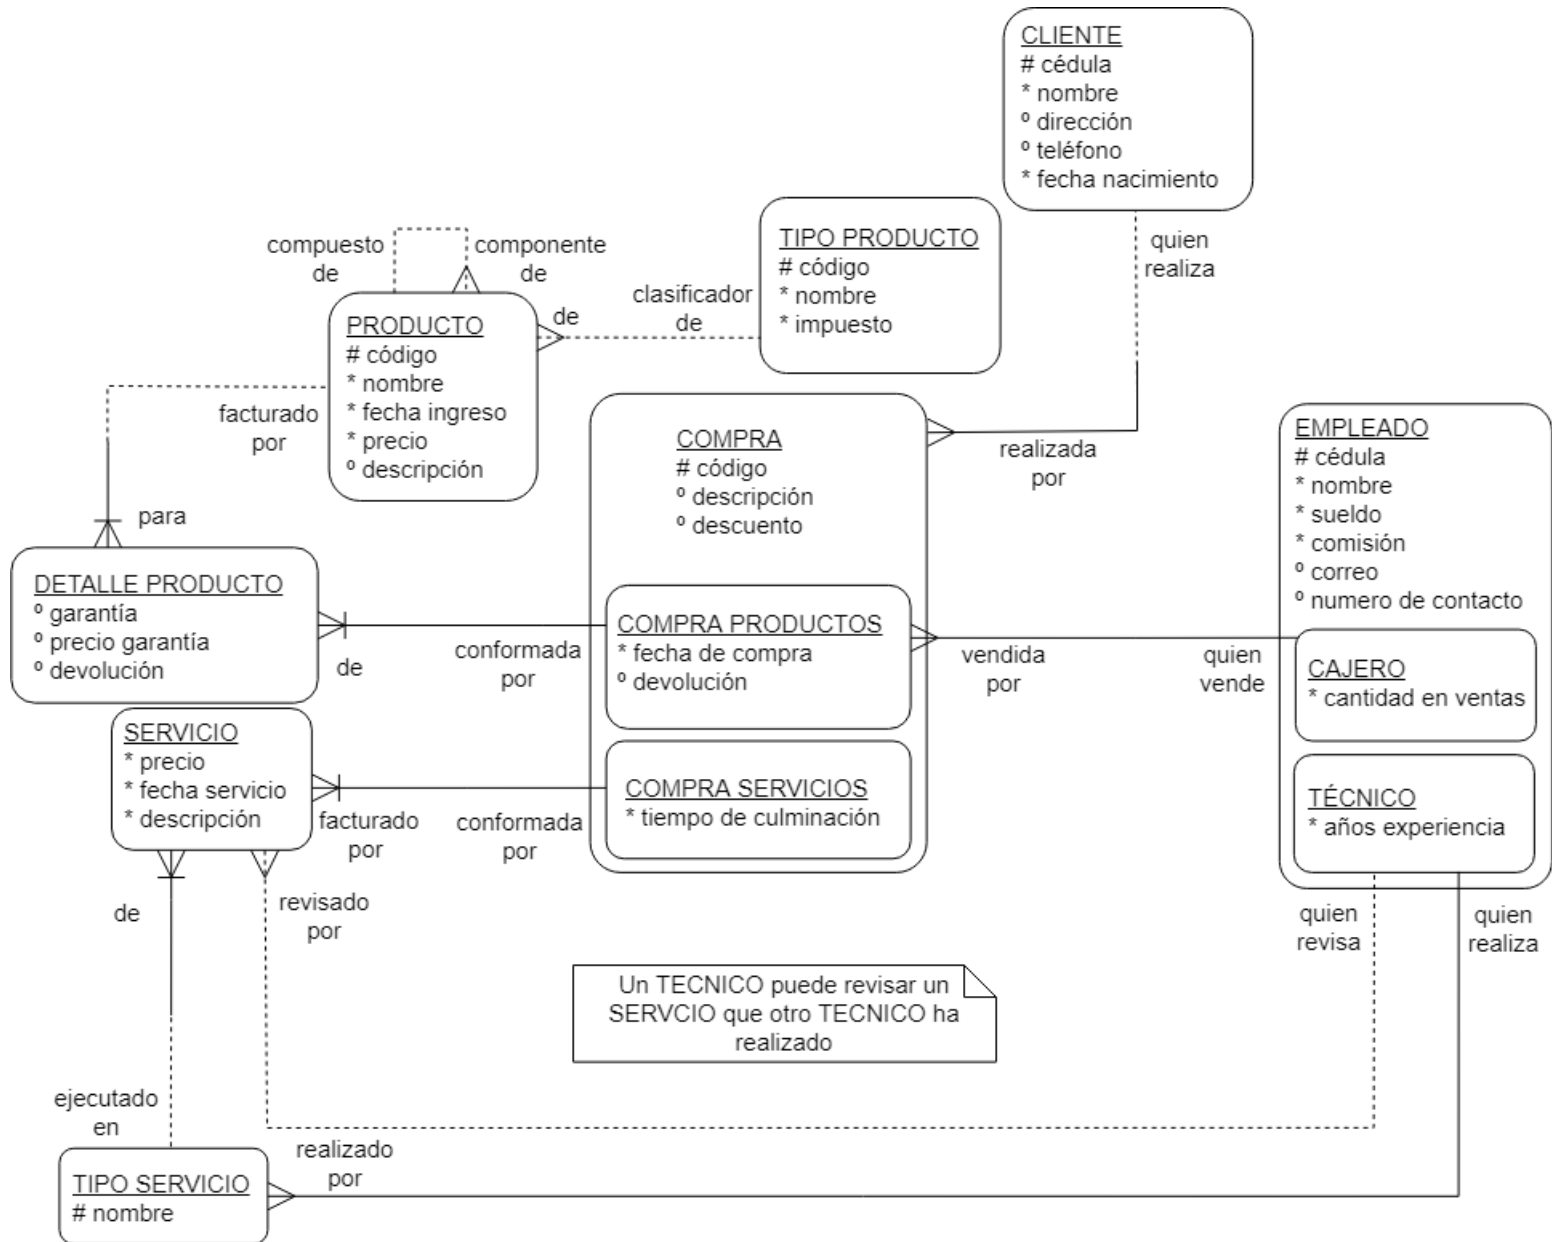 CLIENTE
# cédula
* nombre
º dirección
º teléfono
* fecha nacimiento
quien
realiza
compuesto
de
componente
de
TIPO PRODUCTO
# código
* nombre
* impuesto
clasificador
de
de
PRODUCTO
# código
* nombre
* fecha ingreso
* precio
º descripción
facturado
por
para
COMPRA
# código
º descripción
º descuento
realizada
por
EMPLEADO
# cédula
* nombre
* sueldo
* comisión
º correo
º numero de contacto
DETALLE PRODUCTO
º garantía
º precio garantía
º devolución
de
conformada
por
COMPRA PRODUCTOS
* fecha de compra
º devolución
vendida
por
quien
vende
CAJERO
* cantidad en ventas
SERVICIO
* precio
* fecha servicio
* descripción
facturado
por
conformada
por
COMPRA SERVICIOS
* tiempo de culminación
TÉCNICO
* años experiencia
de
revisado
por
quien
revisa
quien
realiza
Un TECNICO puede revisar un
SERVCIO que otro TECNICO ha
realizado
ejecutado
en
realizado
por
TIPO SERVICIO
# nombre